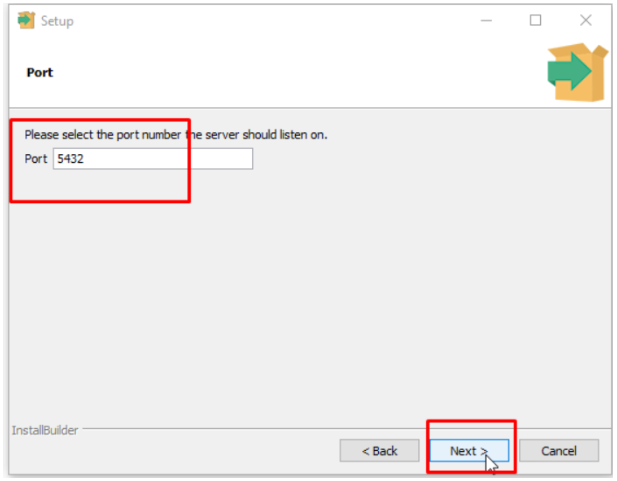 Setup
Port
Please select the port number the server should listen on.
Port 5432
InstallBuilder
< Back Next > Cancel